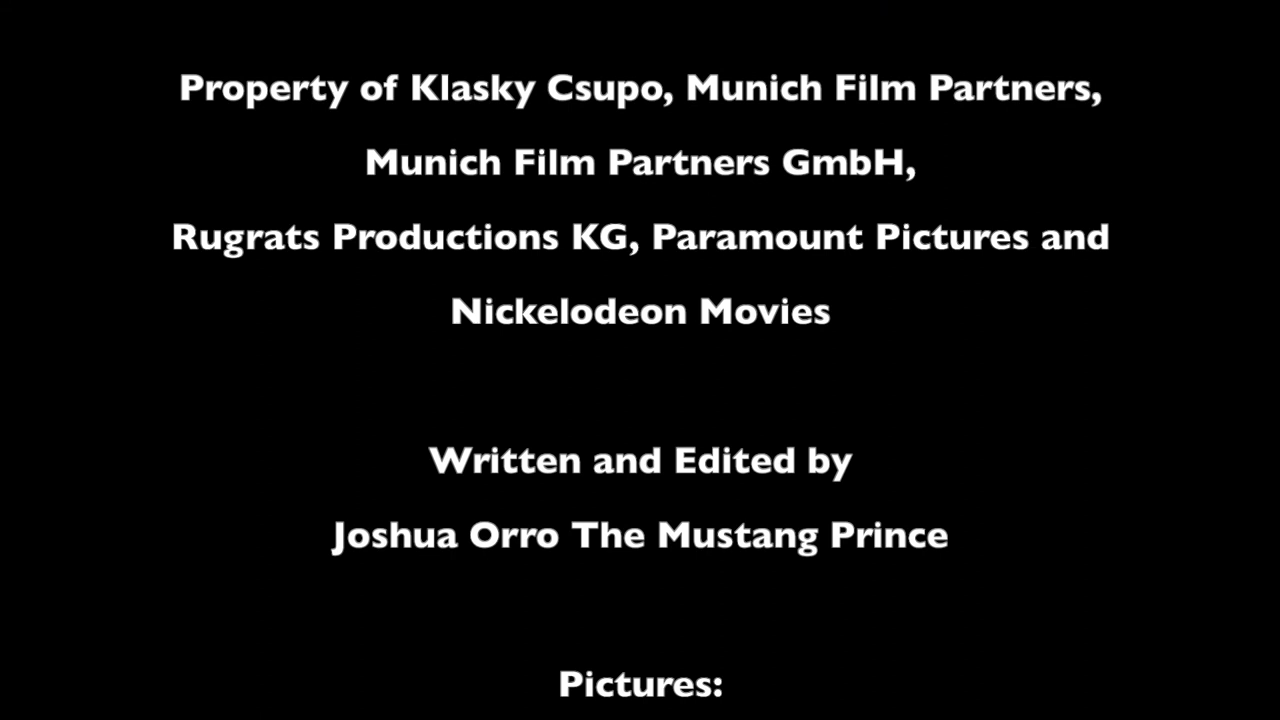 Property of Klasky Csupo, Munich Film Partners,
Munich Film Partners GmbH,
Rugrats Productions KG, Paramount Pictures and
Nickelodeon Movies
Written and Edited by
Joshua Orro The Mustang Prince
Pictures: